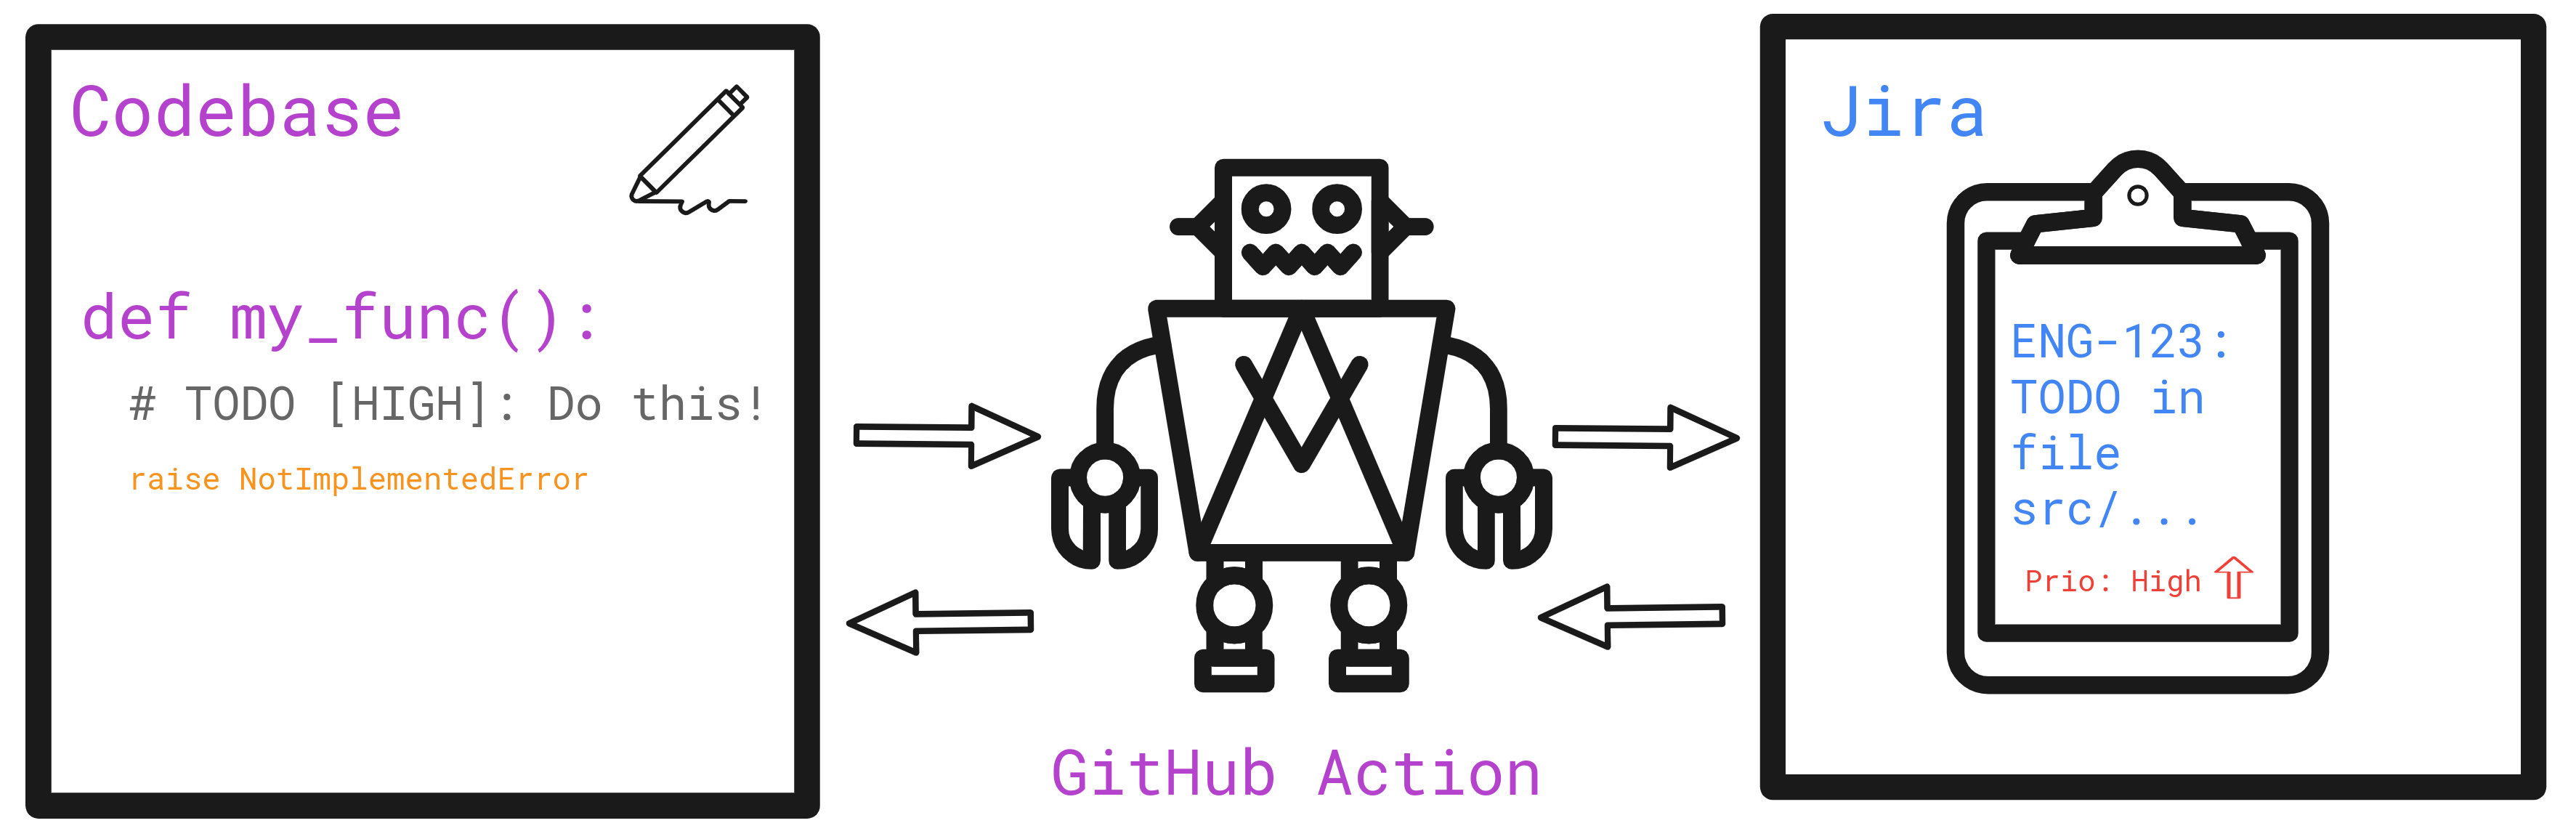 Codebase
def my_func():
# TODO [HIGH]: Do this!
raise NotImplementedError
GitHub Action
Jira
ENG-123:
TODO in
file
src/...
Prio: High